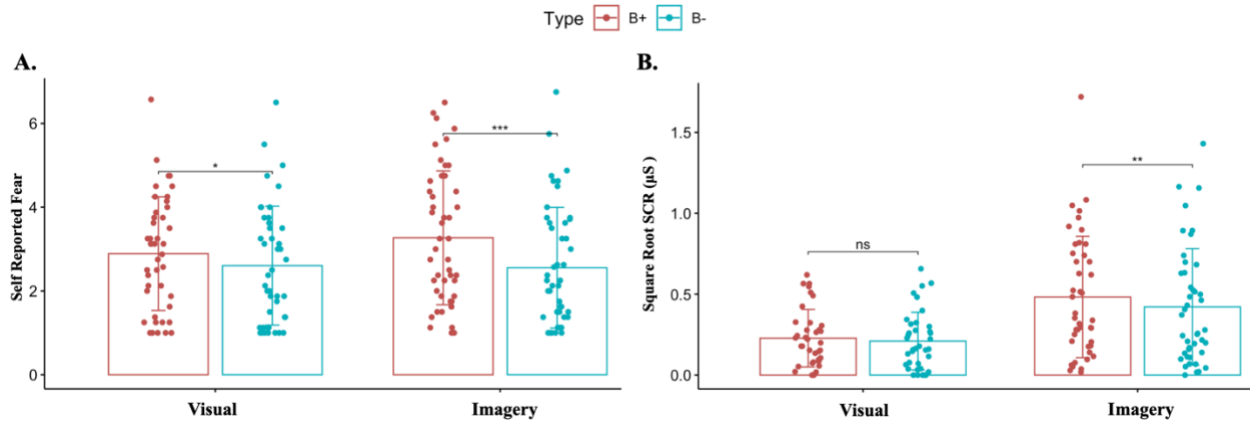 Type B+ B-
A.
Self Reported Fear
6
4
2
0
*
***
Visual Imagery
B.
Square Root SCR (µS )
1.5
1.0
0.5
0.0
ns
**
Visual Imagery